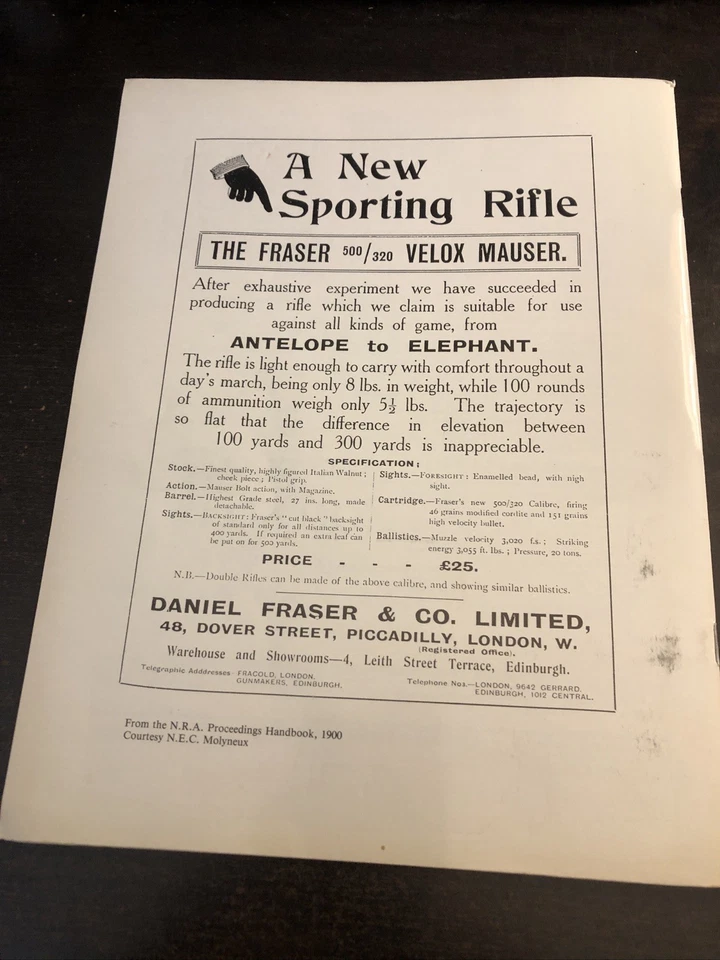 A New
Sporting Rifle
THE FRASER 500/320 VELOX MAUSER.
After exhaustive experiment we have succeeded in
producing a rifle which we claim is suitable for use
against all kinds of game, from
ANTELOPE to ELEPHANT.
The rifle is light enough to carry with comfort throughout a
day's march, being only 8 lbs. in weight, while 100 rounds
of ammunition weigh only 5½ lbs. The trajectory is
so flat that the difference in elevation between
100 yards and 300 yards is inappreciable.
SPECIFICATION;
Stock.—Finest quality, highly figured Italian Walnut;
cheek piece; Pistol grip.
Action.—Mauser Bolt action, with Magazine.
Barrel.—Highest Grade steel, 27 ins. long, made
detachable.
Sights.—BACKSIGHT: Fraser's "cut black" backsight
of standard only for all distances up to
400 yards. If required an extra leaf can
be put on for 500 yards.
Sights.—FORESIGHT: Enamelled bead, with nigh
sight.
Cartridge.—Fraser's new 500/320 Calibre, firing
46 grains modified cordite and 151 grains
high velocity bullet.
Ballistics.—Muzzle velocity 3,020 f.s.; Striking
energy 3,055 ft. lbs.; Pressure, 20 tons.
PRICE - - - £25.
N.B.—Double Rifles can be made of the above calibre, and showing similar ballistics.
DANIEL FRASER & CO. LIMITED,
48, DOVER STREET, PICCADILLY, LONDON, W.
(Registered Office).
Warehouse and Showrooms—4, Leith Street Terrace, Edinburgh.
Telegraphic Adddresses—FRACOLD, LONDON.
GUNMAKERS, EDINBURGH.
Telephone Nos.—LONDON, 9642 GERRARD.
EDINBURGH, 1012 CENTRAL.
From the N.R.A. Proceedings Handbook, 1900
Courtesy N.E.C. Molyneux